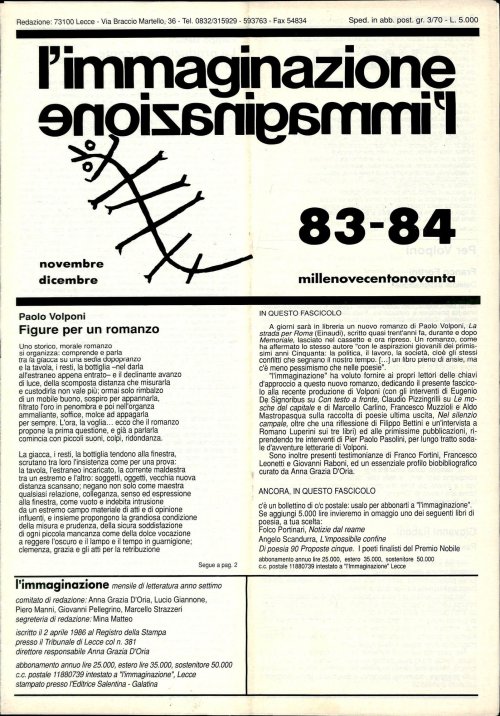 Redazione: 73100 Lecce - Via Braccio Martello, 36 - Tel. 0832/315929 - 593763 - Fax 54834
Sped. in abb. post. gr. 3/70 - L. 5.000
l'immaginazione
l'immaginazione
83-84
novembre
dicembre
millenovecentonovanta
Paolo Volponi
Figure per un romanzo
Uno storico, morale romanzo
si organizza: comprende e parla
fra la giacca su una sedia dopopranzo
e la tavola, i resti, la bottiglia –nel darla
all'estraneo appena entrato– e il decimante avanzo
di luce, della scomposta distanza che misurarla
e custodirla non vale più: ormai solo rimbalzo
di un mobile buono, sospiro per appannarla,
filtrato l'oro in penombra e poi nell'organza
ammaliante, soffice, molce ad appagarla
per sempre. L'ora, la voglia... ecco che il romanzo
propone la prima questione, e già a parlarla
comincia con piccoli suoni, colpi, ridondanza.
La giacca, i resti, la bottiglia tendono alla finestra,
scrutano tra loro l'insistenza come per una prova:
la tavola, l'estraneo incaricato, la corrente maldestra
tra un estremo e l'altro: soggetti, oggetti, vecchia nuova
distanza scansano; negano non solo come maestra
qualsiasi relazione, colleganza, senso ed espressione
alla finestra, come vuoto e indebita intrusione
da un estremo campo materiale di atti e di opinione
influenti, e insieme propongono la grandiosa condizione
della misura e prudenza, della sicura soddisfazione
di ogni piccola mancanza come della dolce vocazione
a reggere l'oscuro e il lampo e il tempo in guarnigione;
clemenza, grazia e gli atti per la retribuzione
Segue a pag. 2
IN QUESTO FASCICOLO
A giorni sarà in libreria un nuovo romanzo di Paolo Volponi, La
strada per Roma (Einaudi), scritto quasi trent'anni fa, durante e dopo
Memoriale, lasciato nel cassetto e ora ripreso. Un romanzo, come
ha affermato lo stesso autore "con le aspirazioni giovanili dei primis-
simi anni Cinquanta: la politica, il lavoro, la società, cioè gli stessi
conflitti che segnano il nostro tempo. [...] un libro pieno di ansie, ma
c'è meno pessimismo che nelle poesie".
"l'immaginazione" ha voluto fornire ai propri lettori delle chiavi
d'approccio a questo nuovo romanzo, dedicando il presente fascico-
lo alla recente produzione di Volponi (con gli interventi di Eugenio
De Signoribus su Con testo a fronte, Claudio Pizzingrilli su Le mo-
sche del capitale e di Marcello Carlino, Francesco Muzzioli e Aldo
Mastropasqua sulla raccolta di poesie ultima uscita, Nel silenzio
campale, oltre che una riflessione di Filippo Bettini e un'intervista a
Romano Luperini sui tre libri) ed alle primissime pubblicazioni, ri-
prendendo tre interventi di Pier Paolo Pasolini, per lungo tratto soda-
le d'avventure letterarie di Volponi.
Sono inoltre presenti testimonianze di Franco Fortini, Francesco
Leonetti e Giovanni Raboni, ed un essenziale profilo biobibliografico
curato da Anna Grazia D'Oria.
ANCORA, IN QUESTO FASCICOLO
c'è un bollettino di c/c postale: usalo per abbonarti a "l'immaginazione".
Se aggiungi 5.000 lire invieremo in omaggio uno dei seguenti libri di
poesia, a tua scelta:
Folco Portinari, Notizie dal reame
Angelo Scandurra, L'impossibile confine
Di poesia 90 Proposte cinque. I poeti finalisti del Premio Nobile
abbonamento annuo lire 25.000, estero 35.000, sostenitore 50.000
c.c. postale 11880739 intestato a "l'immaginazione" Lecce
l'immaginazione mensile di letteratura anno settimo
comitato di redazione: Anna Grazia D'Oria, Lucio Giannone,
Piero Manni, Giovanni Pellegrino, Marcello Strazzeri
segreteria di redazione: Mina Matteo
iscritto il 2 aprile 1986 al Registro della Stampa
presso il Tribunale di Lecce col n. 381
direttore responsabile Anna Grazia D'Oria
abbonamento annuo lire 25.000, estero lire 35.000, sostenitore 50.000
c.c. postale 11880739 intestato a "l'immaginazione", Lecce
stampato presso l'Editrice Salentina - Galatina